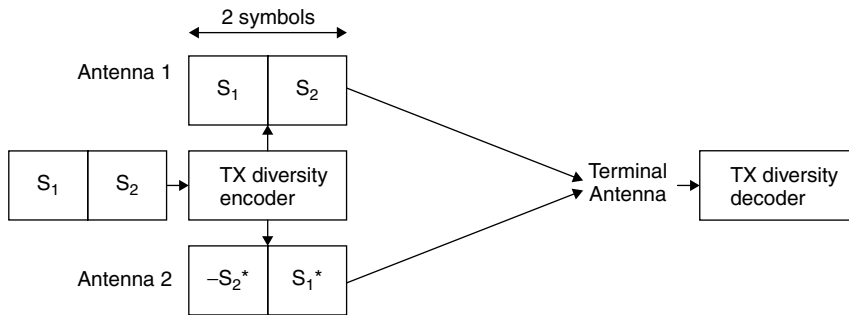 2 symbols
Antenna 1
S₁ S₂
S₁ S₂
TX diversity
encoder
Terminal
Antenna
TX diversity
decoder
Antenna 2
–S₂* S₁*